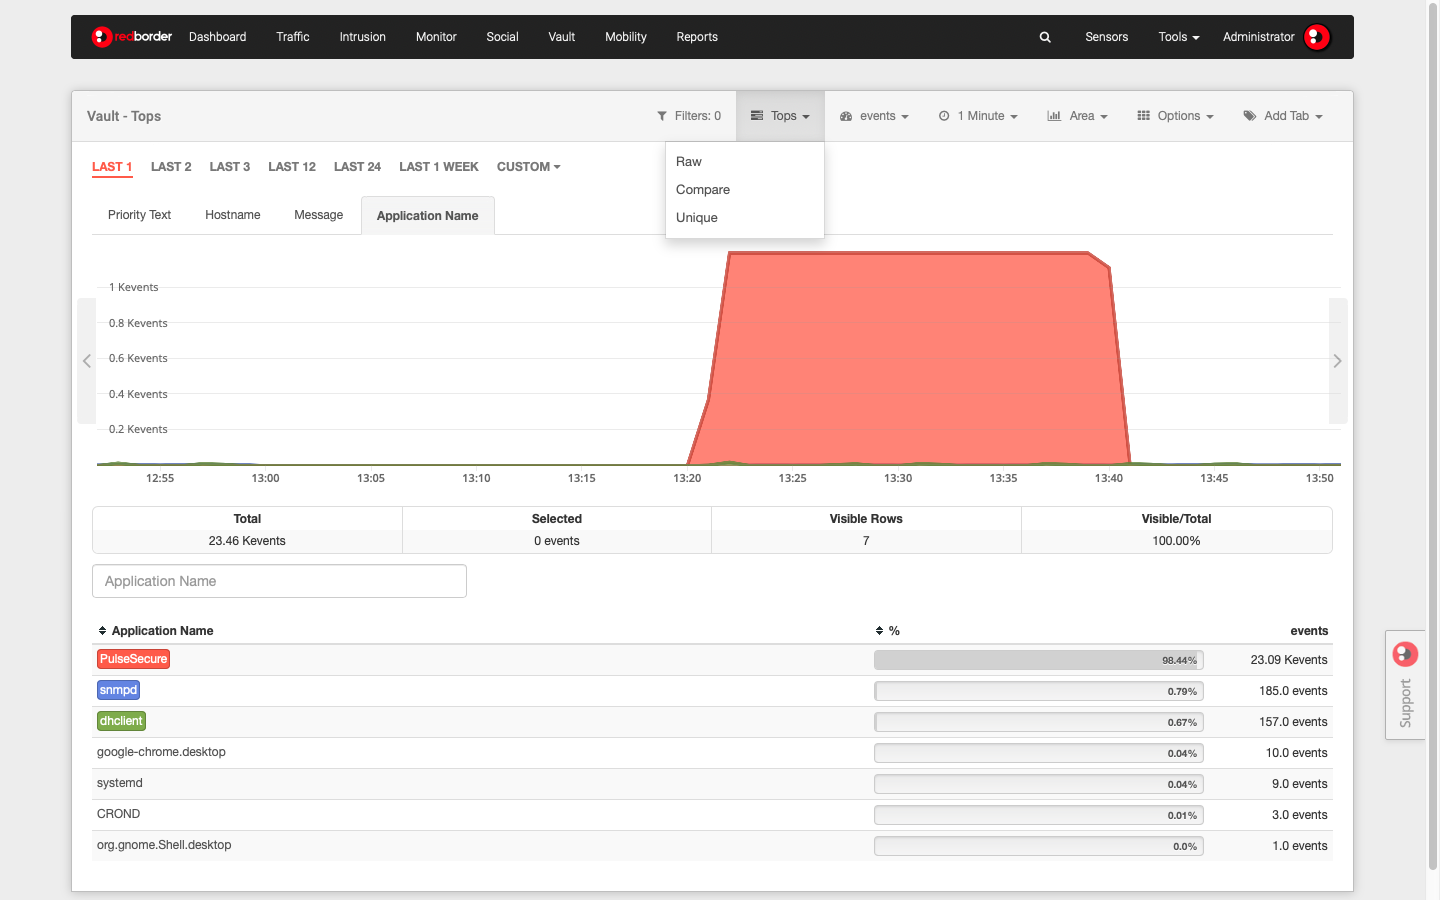 redborder Dashboard Traffic Intrusion Monitor Social Vault Mobility Reports Sensors Tools Administrator
Vault - Tops Filters: 0 Tops events 1 Minute Area Options Add Tab
Raw
Compare
Unique
LAST 1 LAST 2 LAST 3 LAST 12 LAST 24 LAST 1 WEEK CUSTOM
Priority Text Hostname Message Application Name
1 Kevents
0.8 Kevents
0.6 Kevents
0.4 Kevents
0.2 Kevents
12:55 13:00 13:05 13:10 13:15 13:20 13:25 13:30 13:35 13:40 13:45 13:50
Total Selected Visible Rows Visible/Total
23.46 Kevents 0 events 7 100.00%
Application Name
Application Name % events
PulseSecure 98.44% 23.09 Kevents
snmpd 0.79% 185.0 events
dhclient 0.67% 157.0 events
google-chrome.desktop 0.04% 10.0 events
systemd 0.04% 9.0 events
CROND 0.01% 3.0 events
org.gnome.Shell.desktop 0.0% 1.0 events
Support